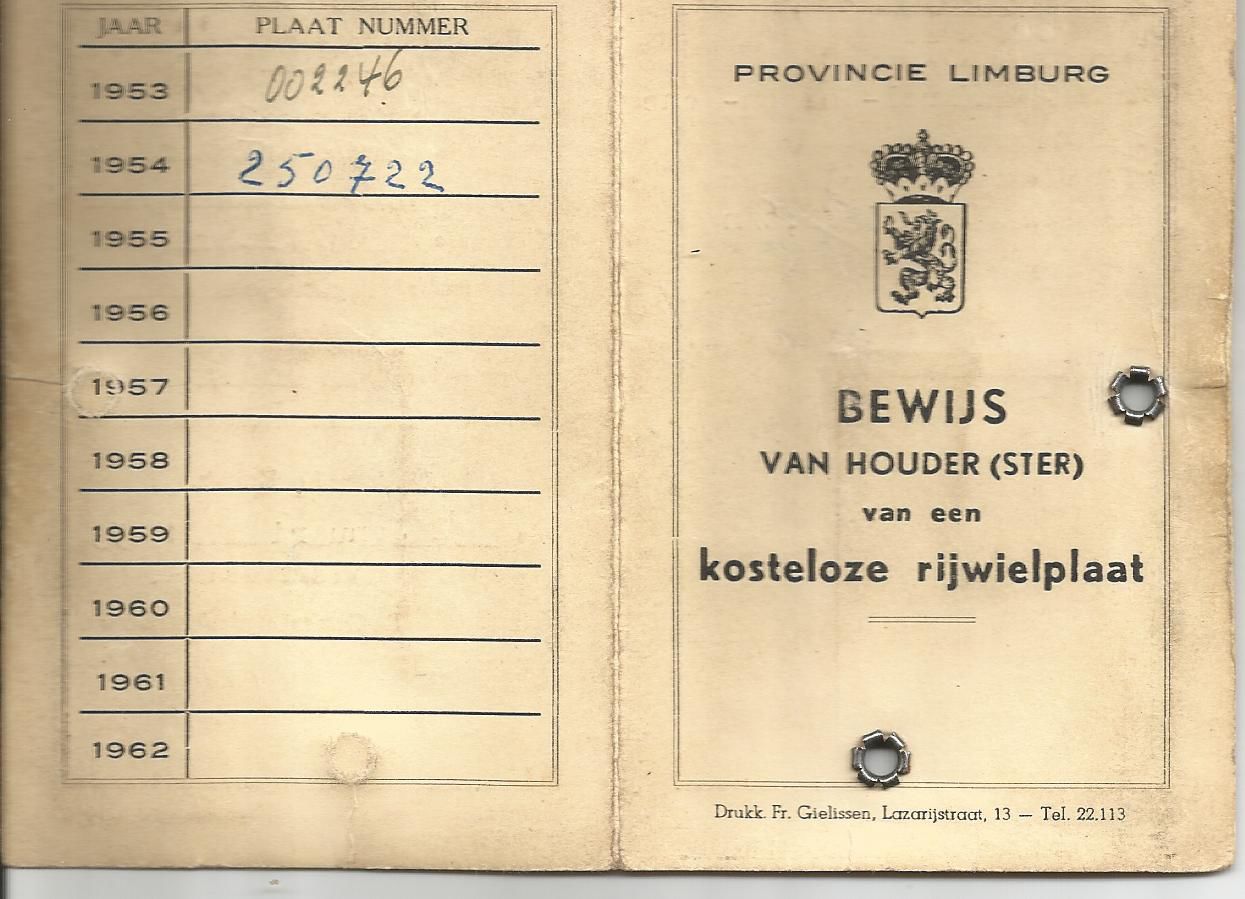 JAAR PLAAT NUMMER
1953 002246
1954 250722
1955
1956
1957
1958
1959
1960
1961
1962
PROVINCIE LIMBURG
BEWIJS
VAN HOUDER (STER)
van een
kosteloze rijwielplaat
Drukk. Fr. Gielissen, Lazarijstraat, 13 — Tel. 22.113